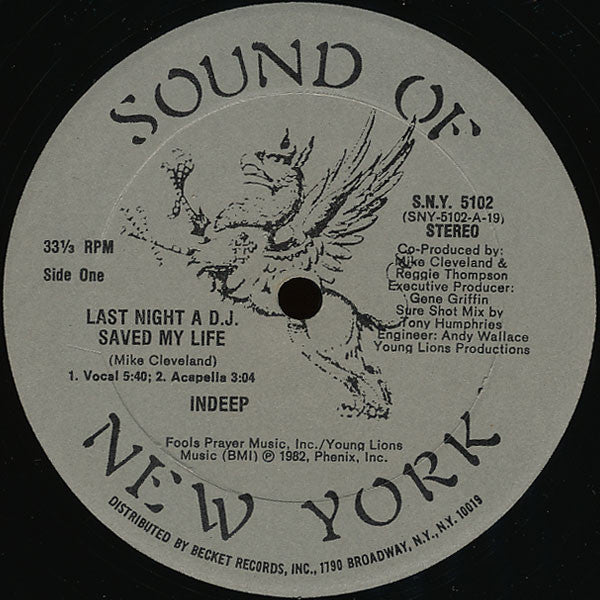 SOUND OF
S.N.Y. 5102
(SNY-5102-A-19)
STEREO
33⅓ RPM
Side One
Co-Produced by:
Mike Cleveland &
Reggie Thompson
Executive Producer:
Gene Griffin
Sure Shot Mix by
Tony Humphries
Engineer: Andy Wallace
Young Lions Productions
LAST NIGHT A D.J.
SAVED MY LIFE
(Mike Cleveland)
1. Vocal 5:40; 2. Acapella 3:04
INDEEP
Fools Prayer Music, Inc./Young Lions
Music (BMI) ℗ 1982, Phenix, Inc.
NEW YORK
DISTRIBUTED BY BECKET RECORDS, INC., 1790 BROADWAY, N.Y., N.Y. 10019